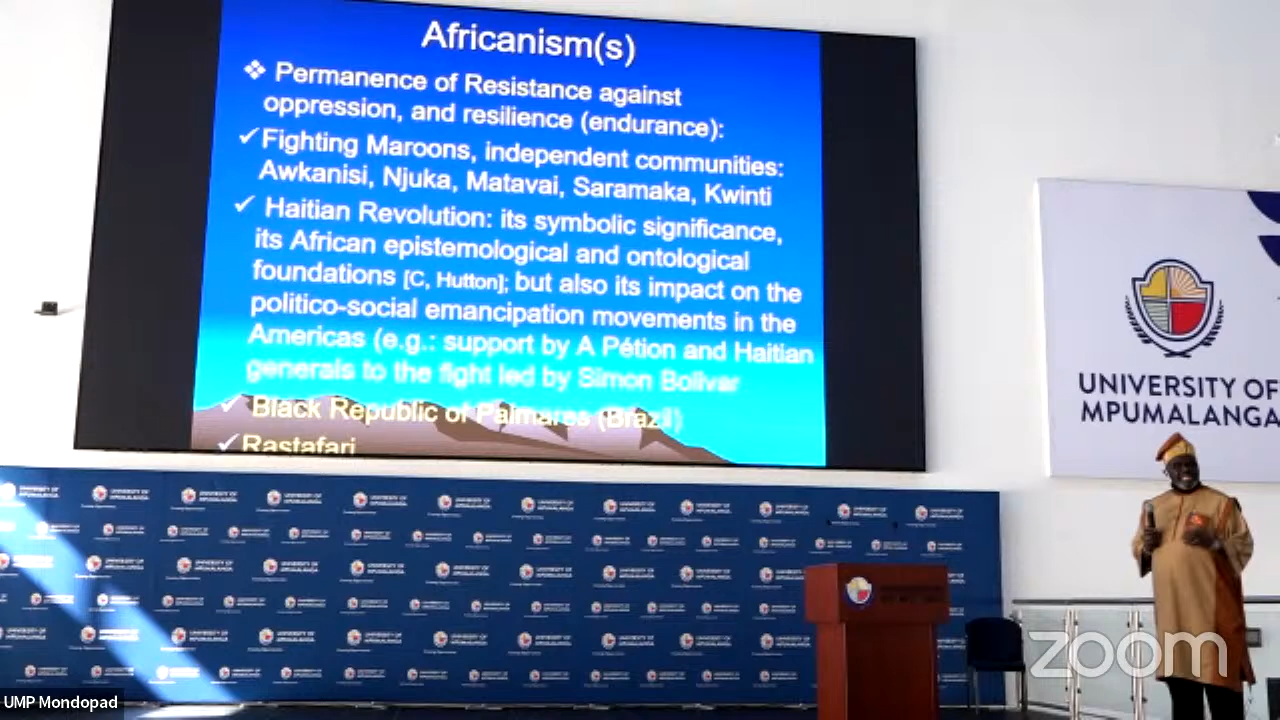 Africanism(s)
❖ Permanence of Resistance against
oppression, and resilience (endurance):
✓Fighting Maroons, independent communities:
Awkanisi, Njuka, Matavai, Saramaka, Kwinti
✓ Haitian Revolution: its symbolic significance,
its African epistemological and ontological
foundations [C, Hutton]; but also its impact on the
politico-social emancipation movements in the
Americas (e.g.: support by A Pétion and Haitian
generals to the fight led by Simon Bolivar
✓ Black Republic of Palmares (Brazil)
✓Rastafari
UNIVERSITY OF
MPUMALANGA
zoom
UMP Mondopad